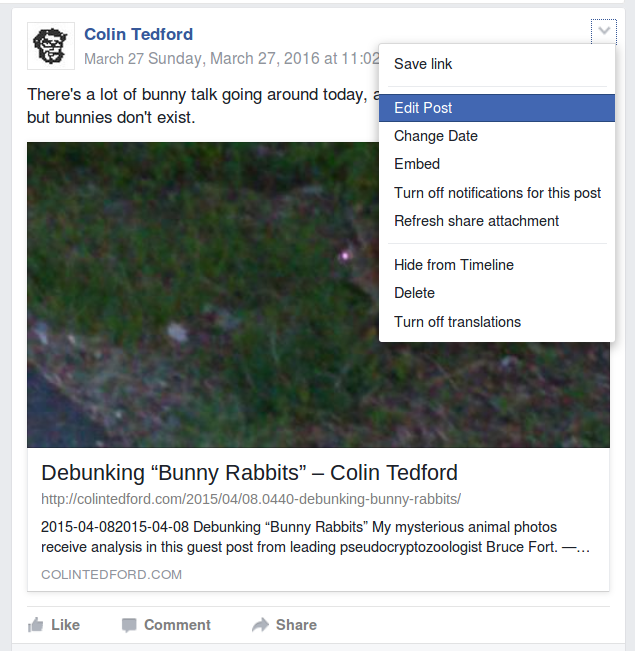 Colin Tedford
March 27 Sunday, March 27, 2016 at 11:02
There's a lot of bunny talk going around today, a
but bunnies don't exist.
Save link
Edit Post
Change Date
Embed
Turn off notifications for this post
Refresh share attachment
Hide from Timeline
Delete
Turn off translations
Debunking “Bunny Rabbits” – Colin Tedford
http://colintedford.com/2015/04/08.0440-debunking-bunny-rabbits/
2015-04-082015-04-08 Debunking “Bunny Rabbits” My mysterious animal photos
receive analysis in this guest post from leading pseudocryptozoologist Bruce Fort. —…
COLINTEDFORD.COM
Like Comment Share